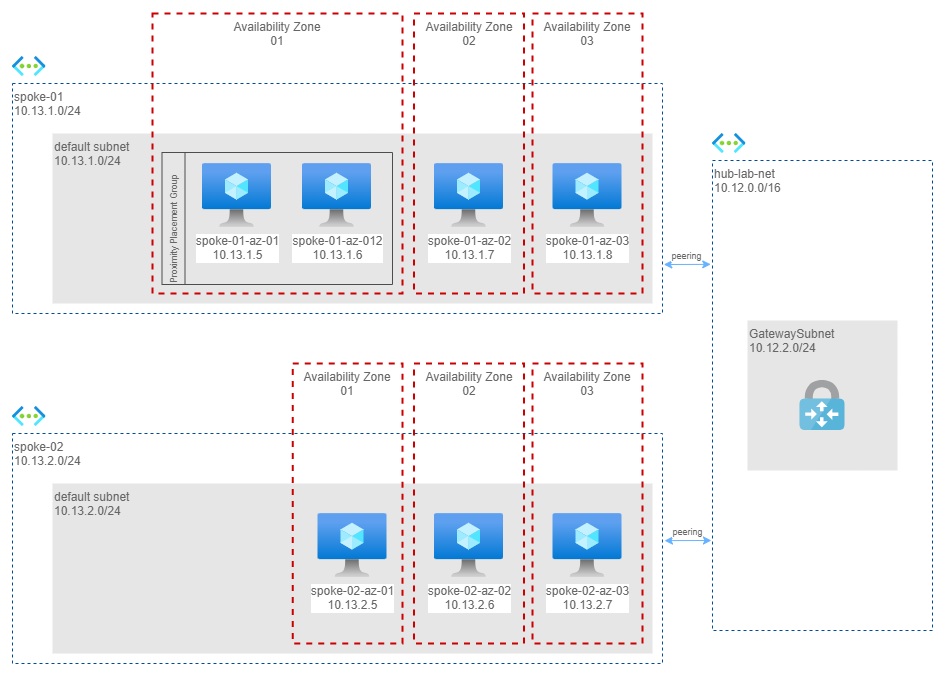 Availability Zone
01
Availability Zone
02
Availability Zone
03
spoke-01
10.13.1.0/24
default subnet
10.13.1.0/24
Proximity Placement Group
spoke-01-az-01
10.13.1.5
spoke-01-az-012
10.13.1.6
spoke-01-az-02
10.13.1.7
spoke-01-az-03
10.13.1.8
peering
hub-lab-net
10.12.0.0/16
GatewaySubnet
10.12.2.0/24
Availability Zone
01
Availability Zone
02
Availability Zone
03
spoke-02
10.13.2.0/24
default subnet
10.13.2.0/24
spoke-02-az-01
10.13.2.5
spoke-02-az-02
10.13.2.6
spoke-02-az-03
10.13.2.7
peering